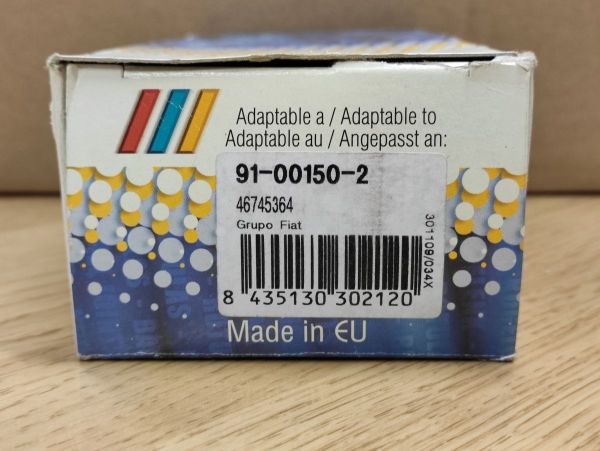 Adaptable a / Adaptable to
Adaptable au / Angepasst an:
91-00150-2
46745364
Grupo Fiat
301109/034X
8 435130 302120
Made in EU